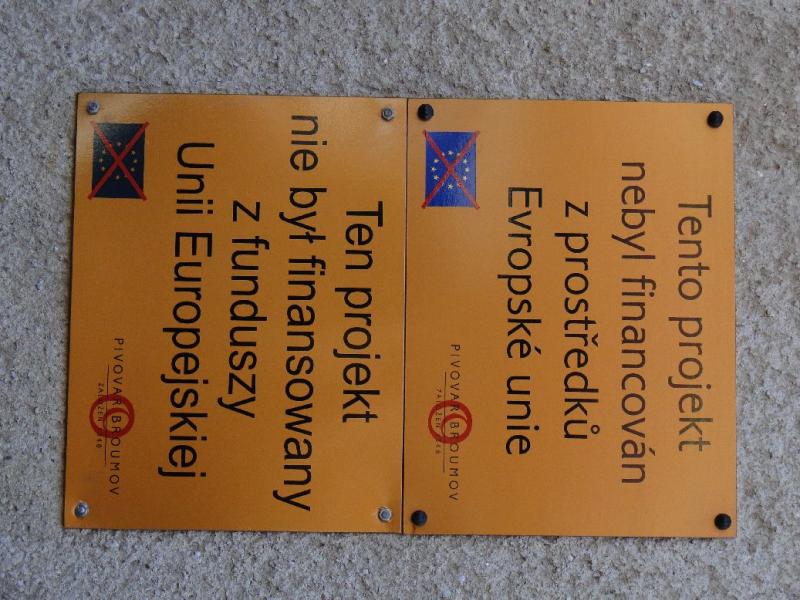 Tento projekt
nebyl financován
z prostředků
Evropské unie
PIVOVAR BROUMOV
Ten projekt
nie był finansowany
z funduszy
Unii Europejskiej
PIVOVAR BROUMOV